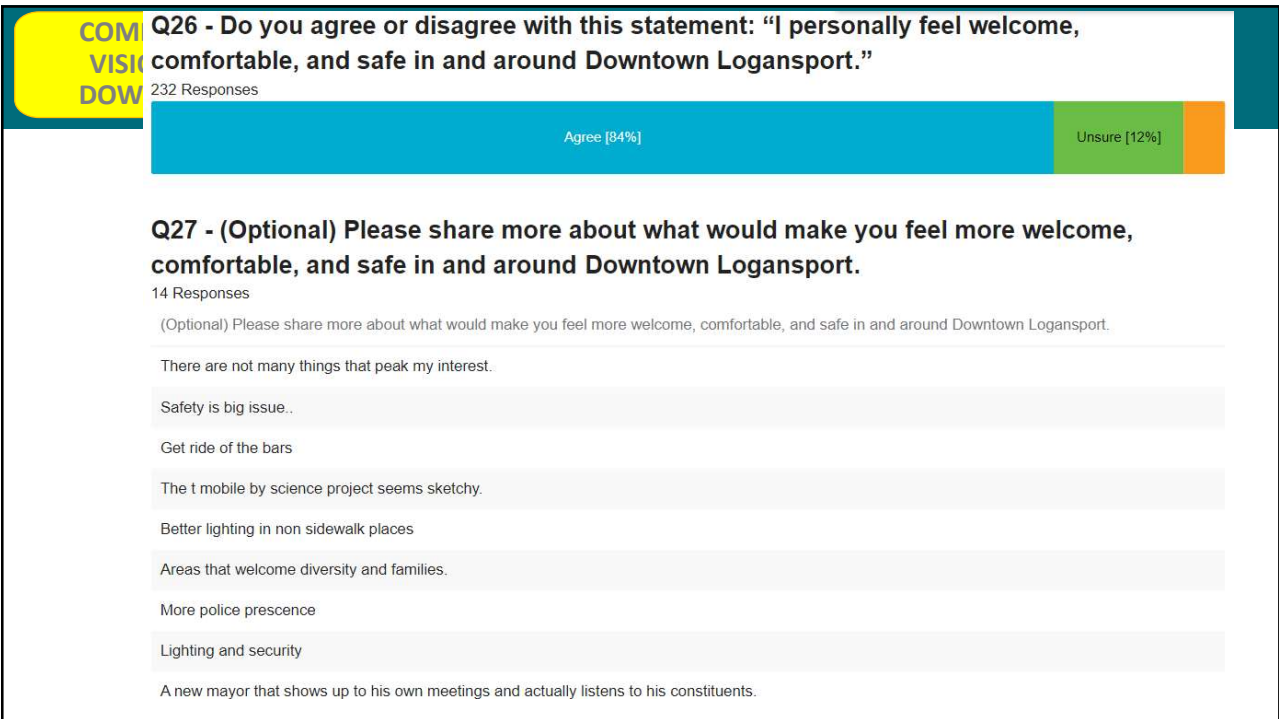 Q26 - Do you agree or disagree with this statement: “I personally feel welcome,
comfortable, and safe in and around Downtown Logansport.”
232 Responses
Agree [84%]
Unsure [12%]
Q27 - (Optional) Please share more about what would make you feel more welcome,
comfortable, and safe in and around Downtown Logansport.
14 Responses
(Optional) Please share more about what would make you feel more welcome, comfortable, and safe in and around Downtown Logansport.
There are not many things that peak my interest.
Safety is big issue..
Get ride of the bars
The t mobile by science project seems sketchy.
Better lighting in non sidewalk places
Areas that welcome diversity and families.
More police prescence
Lighting and security
A new mayor that shows up to his own meetings and actually listens to his constituents.